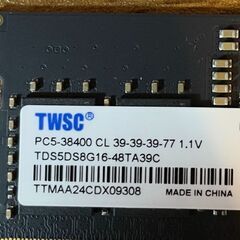 TWSC®
PC5-38400 CL 39-39-39-77 1.1V
TDS5DS8G16-48TA39C
TTMAA24CDX09308
MADE IN CHINA